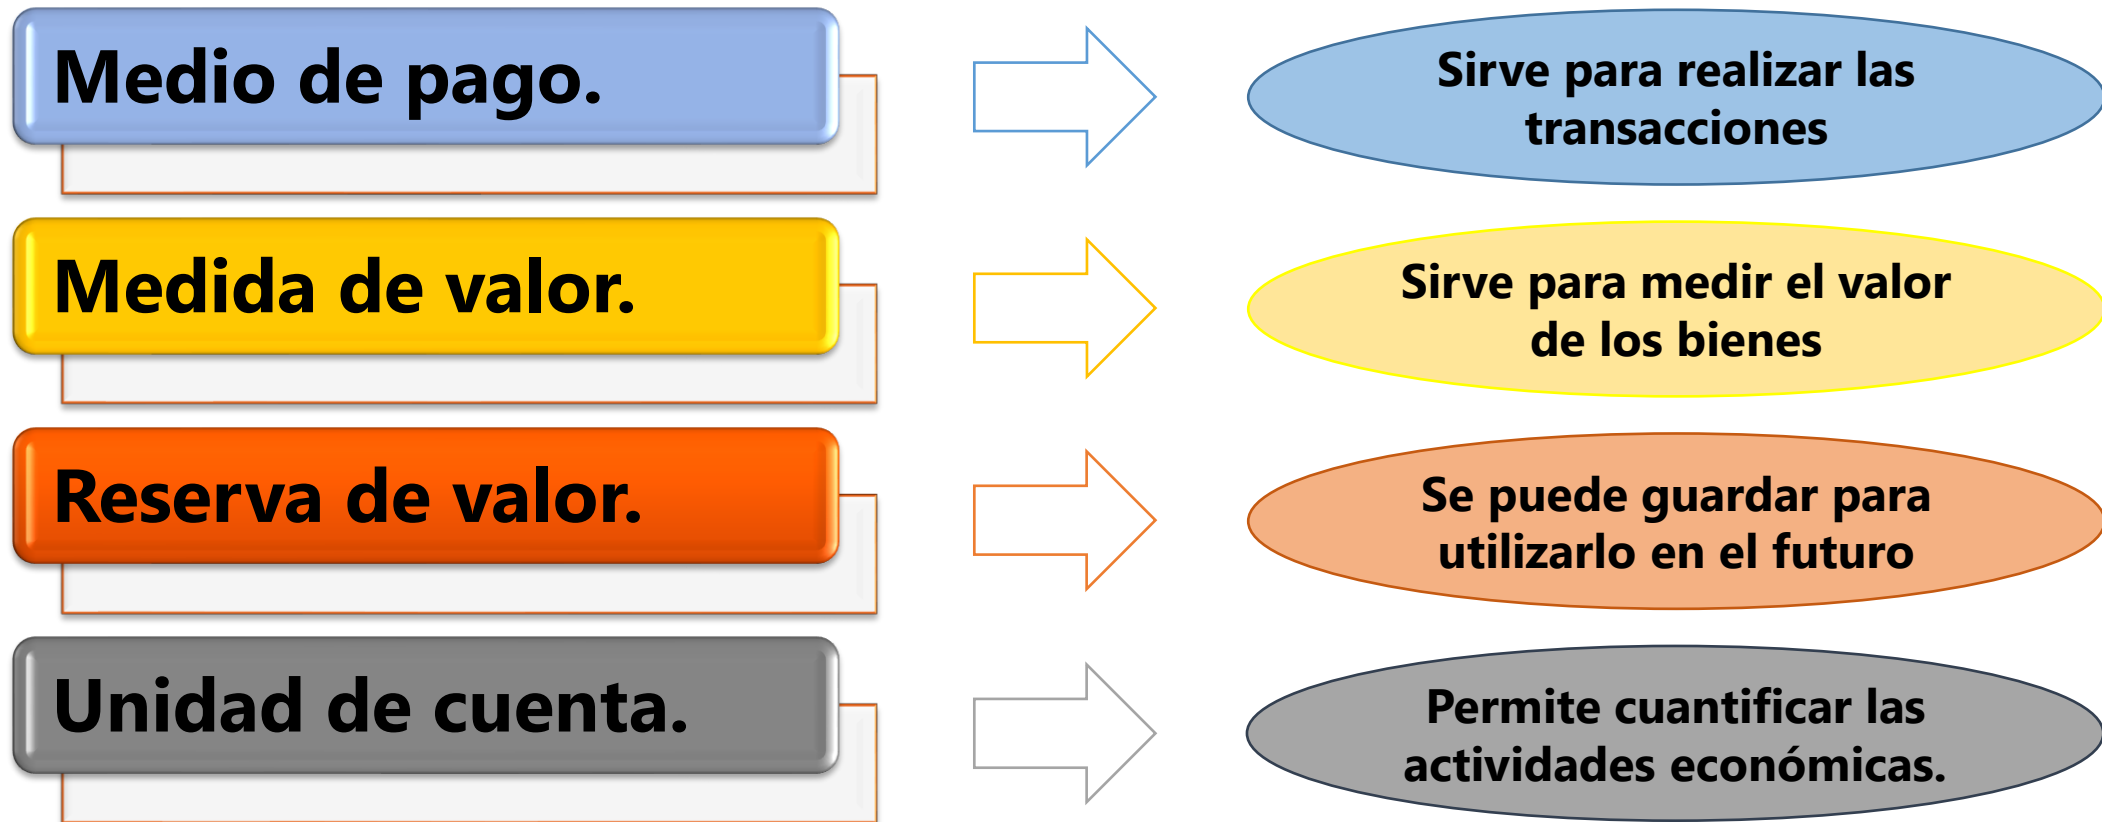 Medio de pago.
Sirve para realizar las
transacciones
Medida de valor.
Sirve para medir el valor
de los bienes
Reserva de valor.
Se puede guardar para
utilizarlo en el futuro
Unidad de cuenta.
Permite cuantificar las
actividades económicas.